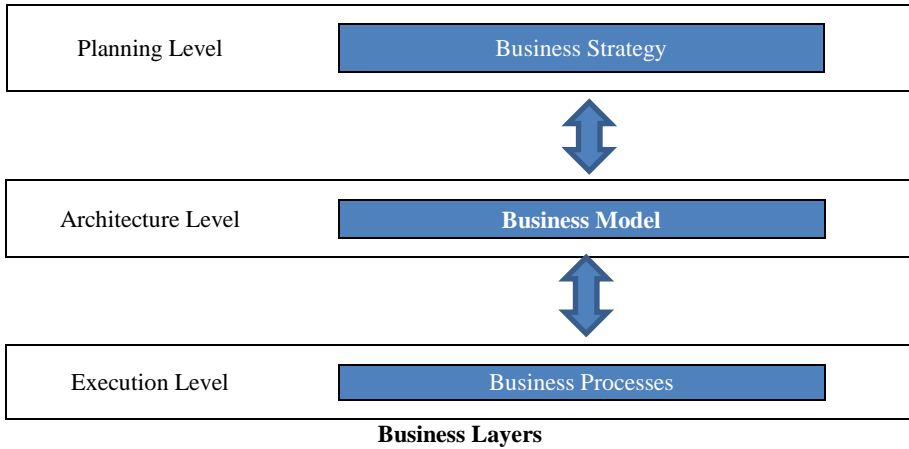 Planning Level
Business Strategy
Architecture Level
Business Model
Execution Level
Business Processes
Business Layers